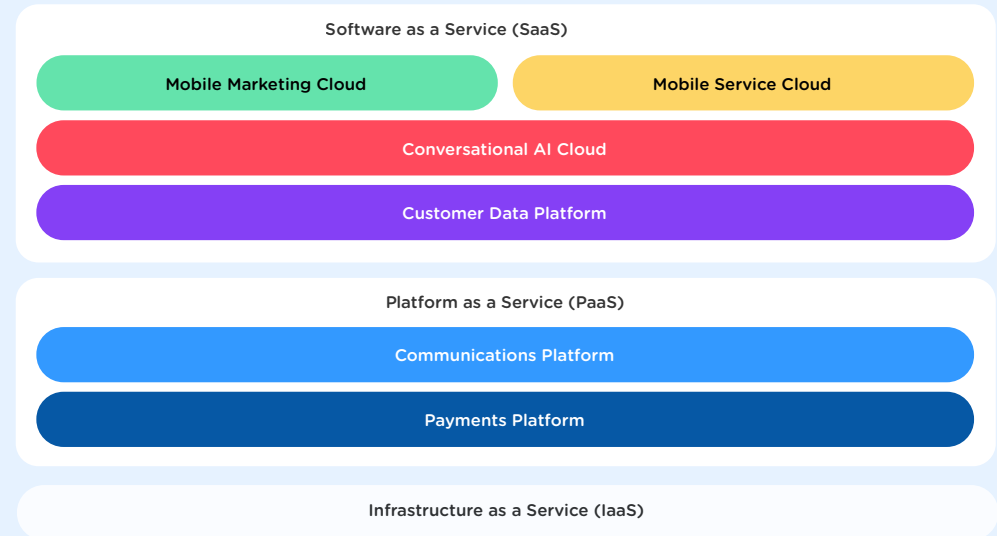 Software as a Service (SaaS)
Mobile Marketing Cloud
Mobile Service Cloud
Conversational AI Cloud
Customer Data Platform
Platform as a Service (PaaS)
Communications Platform
Payments Platform
Infrastructure as a Service (IaaS)